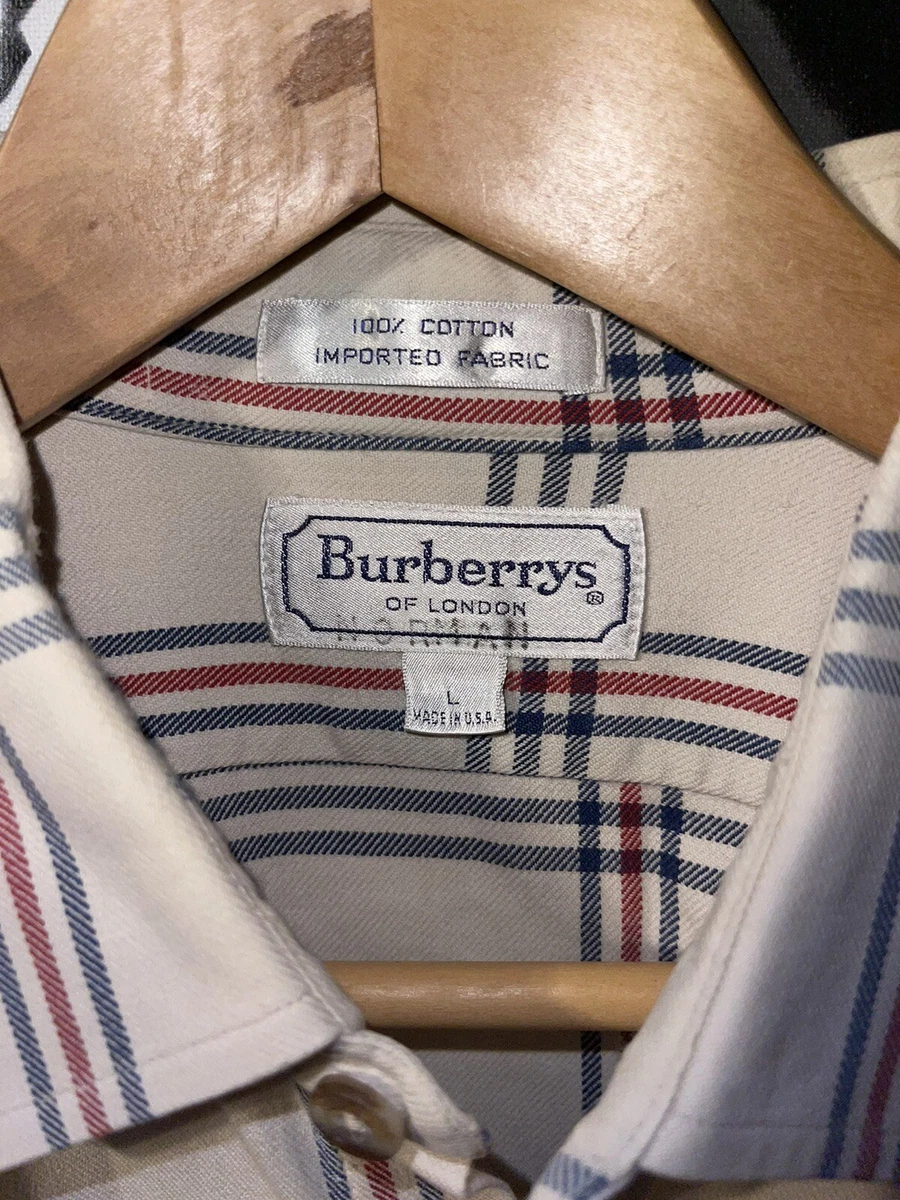 100% COTTON
IMPORTED FABRIC
Burberrys
OF LONDON ®
NORMAN
L
MADE IN U.S.A.